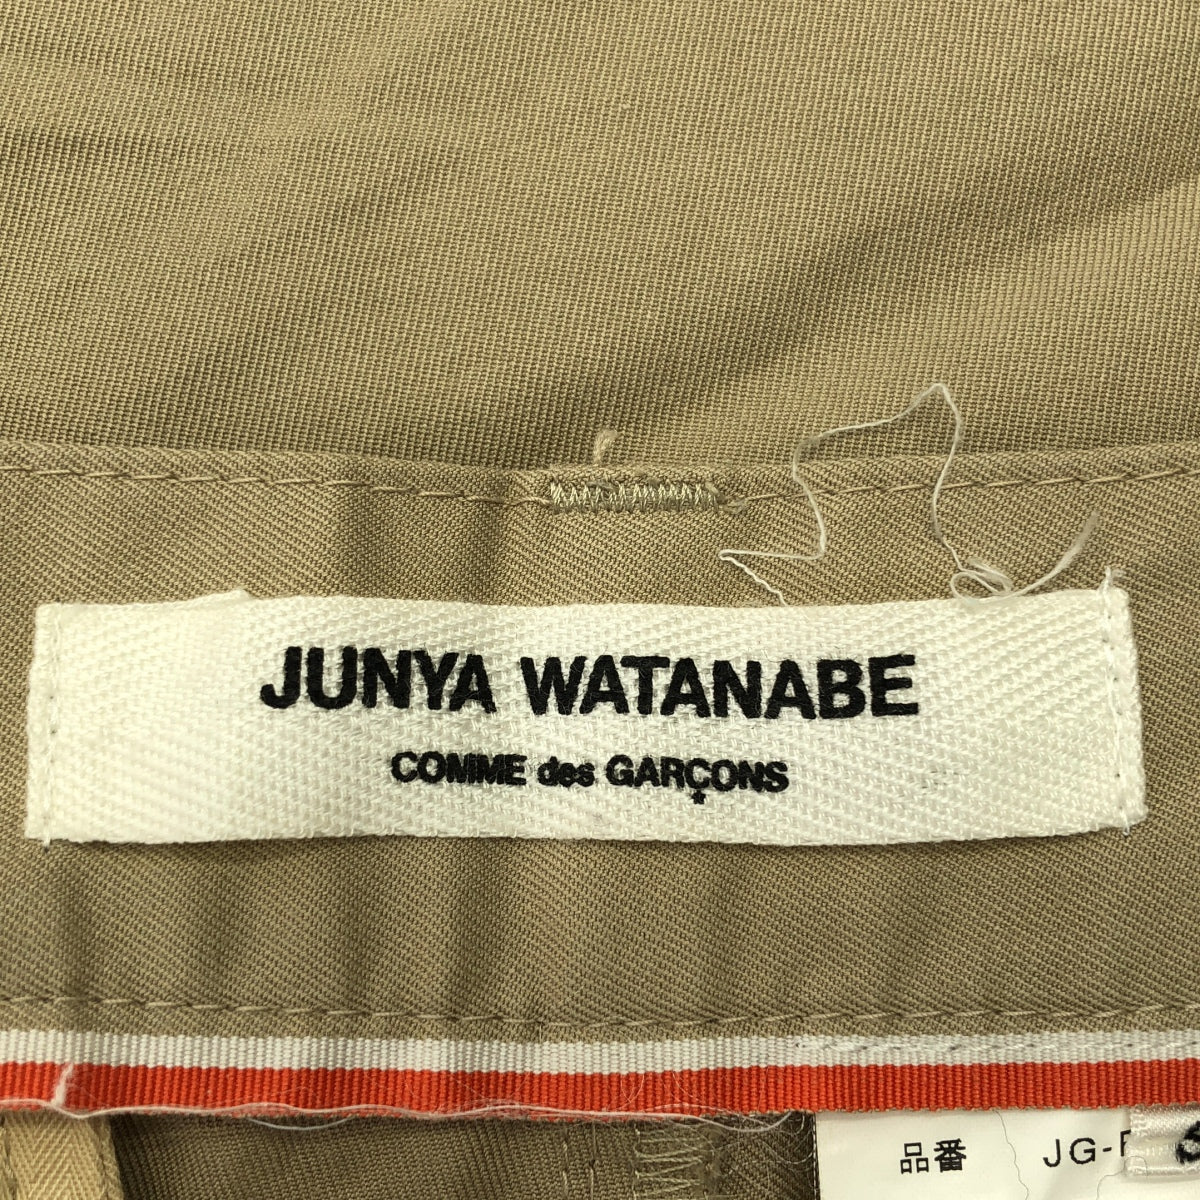 JUNYA WATANABE
COMME des GARÇONS
品番 JG-P
S